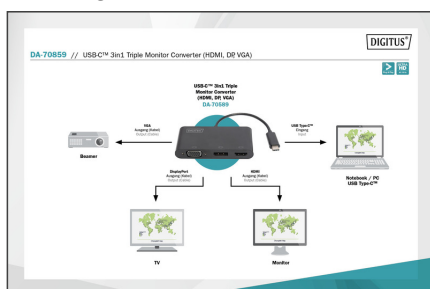 DIGITUS®
DA-70859 // USB-C™ 3in1 Triple Monitor Converter (HDMI, DP, VGA)
HD
USB-C™ 3in1 Triple
Monitor Converter
(HDMI, DP, VGA)
DA-70589
VGA
Ausgang (Kabel)
Output (Cable)
USB Type-C™
Eingang
Input
Beamer
Notebook / PC
USB Type-C™
DisplayPort
Ausgang (Kabel)
Output (Cable)
HDMI
Ausgang (Kabel)
Output (Cable)
TV
Monitor